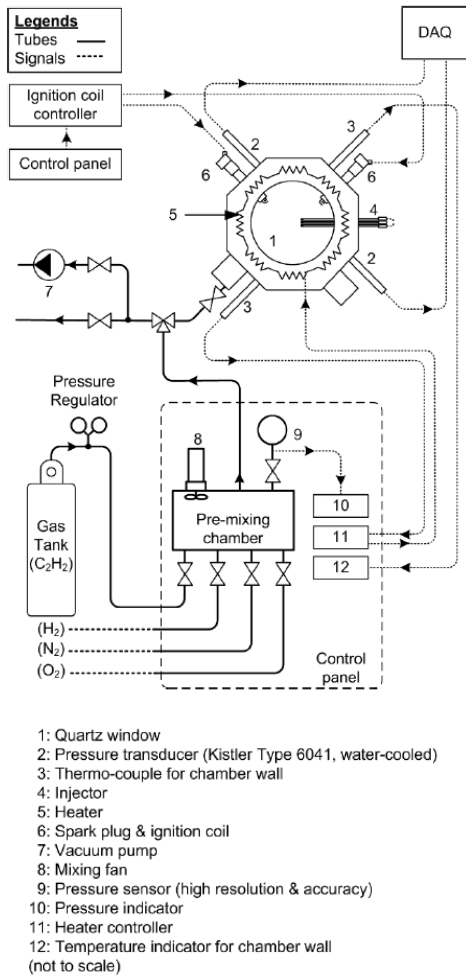 Legends
Tubes
Signals
DAQ
Ignition coil
controller
Control panel
2
3
6
6
5
4
1
2
3
7
Pressure
Regulator
8
9
Gas
Tank
(C₂H₂)
Pre-mixing
chamber
10
11
12
(H₂)
(N₂)
(O₂)
Control
panel
1: Quartz window
2: Pressure transducer (Kistler Type 6041, water-cooled)
3: Thermo-couple for chamber wall
4: Injector
5: Heater
6: Spark plug & ignition coil
7: Vacuum pump
8: Mixing fan
9: Pressure sensor (high resolution & accuracy)
10: Pressure indicator
11: Heater controller
12: Temperature indicator for chamber wall
(not to scale)